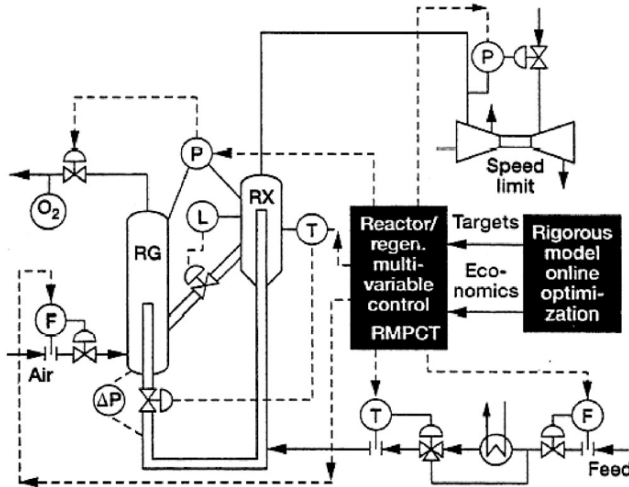 P
P
O2
RX
L
T
Speed
limit
RG
Reactor/
regen.
multi-
variable
control
RMPCT
Targets
Eco-
nomics
Rigorous
model
online
optimi-
zation
F
Air
ΔP
T
F
Feed